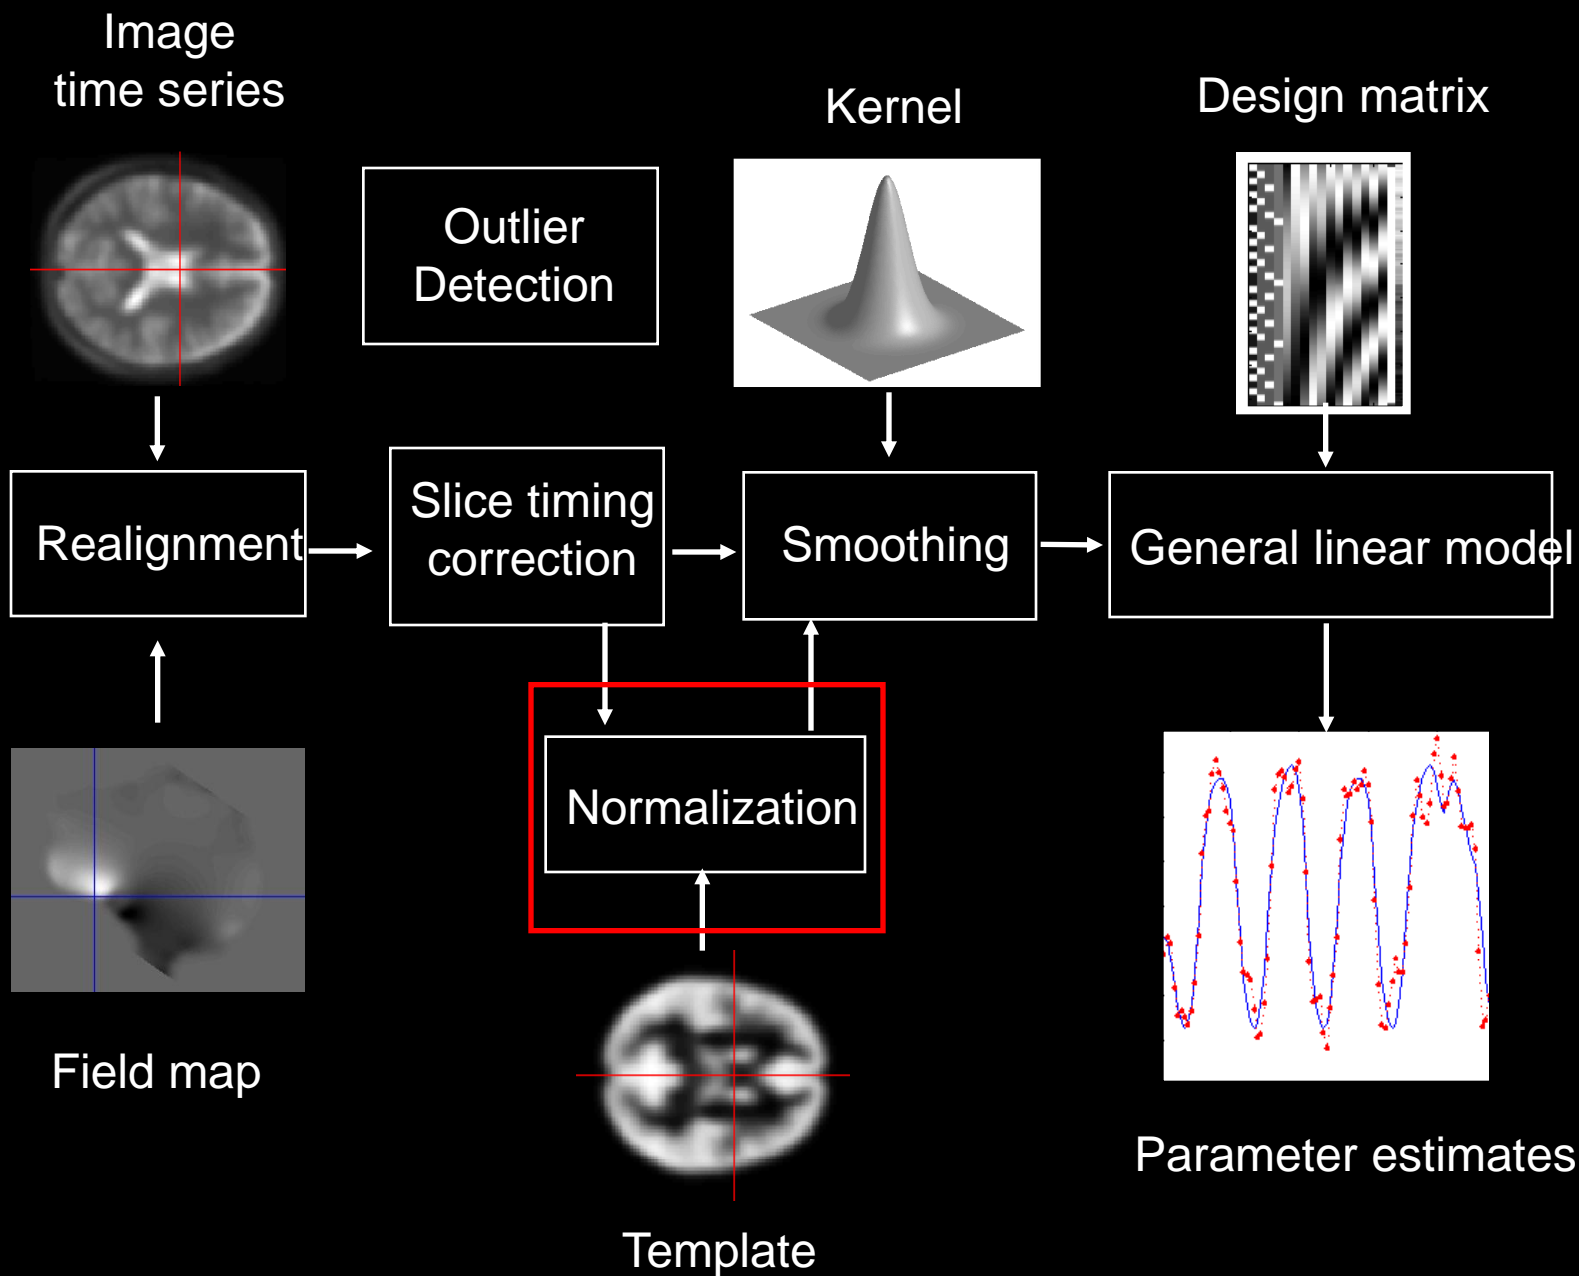 Image
time series
Kernel
Design matrix
Outlier
Detection
Realignment
Slice timing
correction
Smoothing
General linear model
Normalization
Field map
Template
Parameter estimates